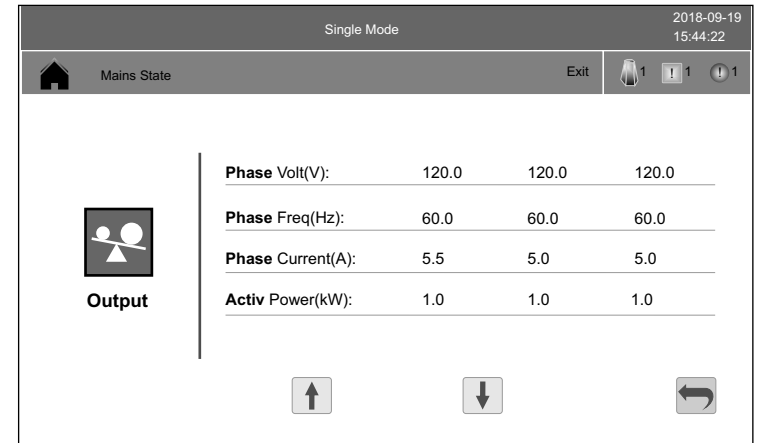 Single Mode
2018-09-19
15:44:22
Mains State
Exit
1
! 1
! 1
Phase Volt(V): 120.0 120.0 120.0
Phase Freq(Hz): 60.0 60.0 60.0
Phase Current(A): 5.5 5.0 5.0
Activ Power(kW): 1.0 1.0 1.0
Output